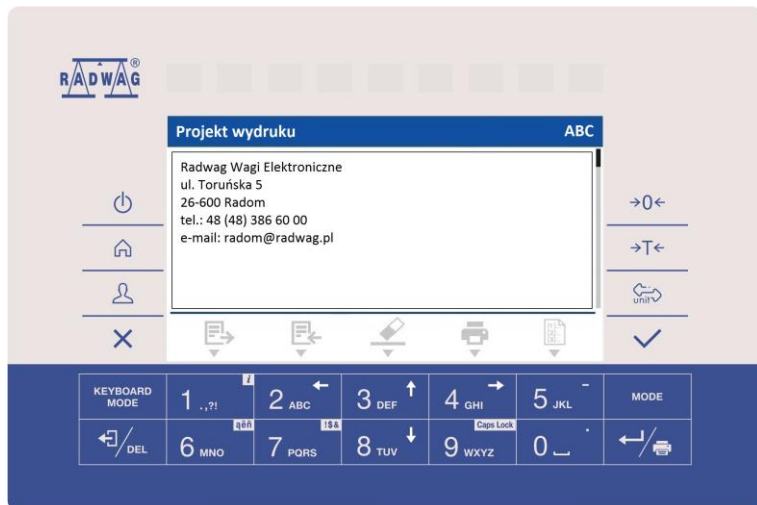 RADWAG®
Projekt wydruku ABC
Radwag Wagi Elektroniczne
ul. Toruńska 5
26-600 Radom
tel.: 48 (48) 386 60 00
e-mail: radom@radwag.pl
→0←
→T←
unit
KEYBOARD MODE
1 .,?! i
2 ABC ←
3 DEF ↑
4 GHI →
5 JKL -
MODE
/DEL
6 MNO ąëñ
7 PQRS !$&
8 TUV ↓
9 WXYZ Caps Lock
0 .